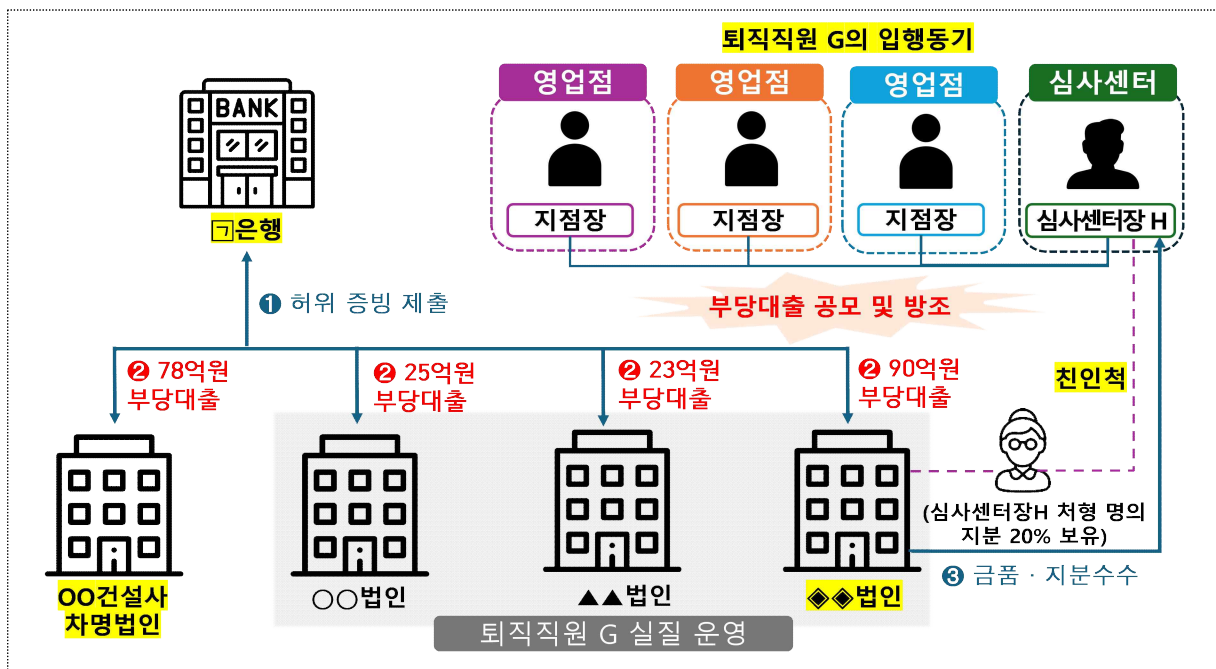 퇴직직원 G의 입행동기
영업점
영업점
영업점
심사센터
BANK
지점장
지점장
지점장
심사센터장 H
㉠은행
❶ 허위 증빙 제출
부당대출 공모 및 방조
❷ 78억원
부당대출
❷ 25억원
부당대출
❷ 23억원
부당대출
❷ 90억원
부당대출
친인척
(심사센터장H 처형 명의
지분 20% 보유)
❸ 금품 · 지분수수
OO건설사
차명법인
○○법인
▲▲법인
◈◈법인
퇴직직원 G 실질 운영